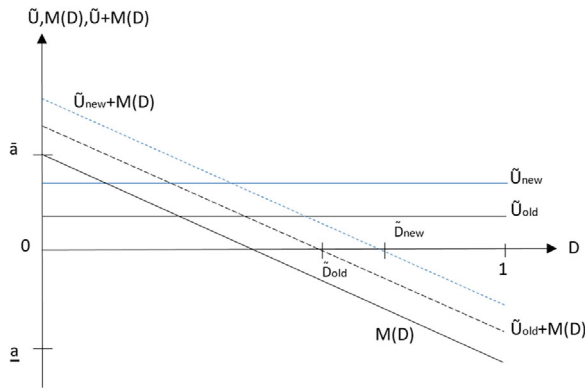 Ũ,M(D),Ũ+M(D)
Ũnew+M(D)
ā
Ũnew
Ũold
D̃new
0
D
D̃old
1
Ũold+M(D)
M(D)
a̲